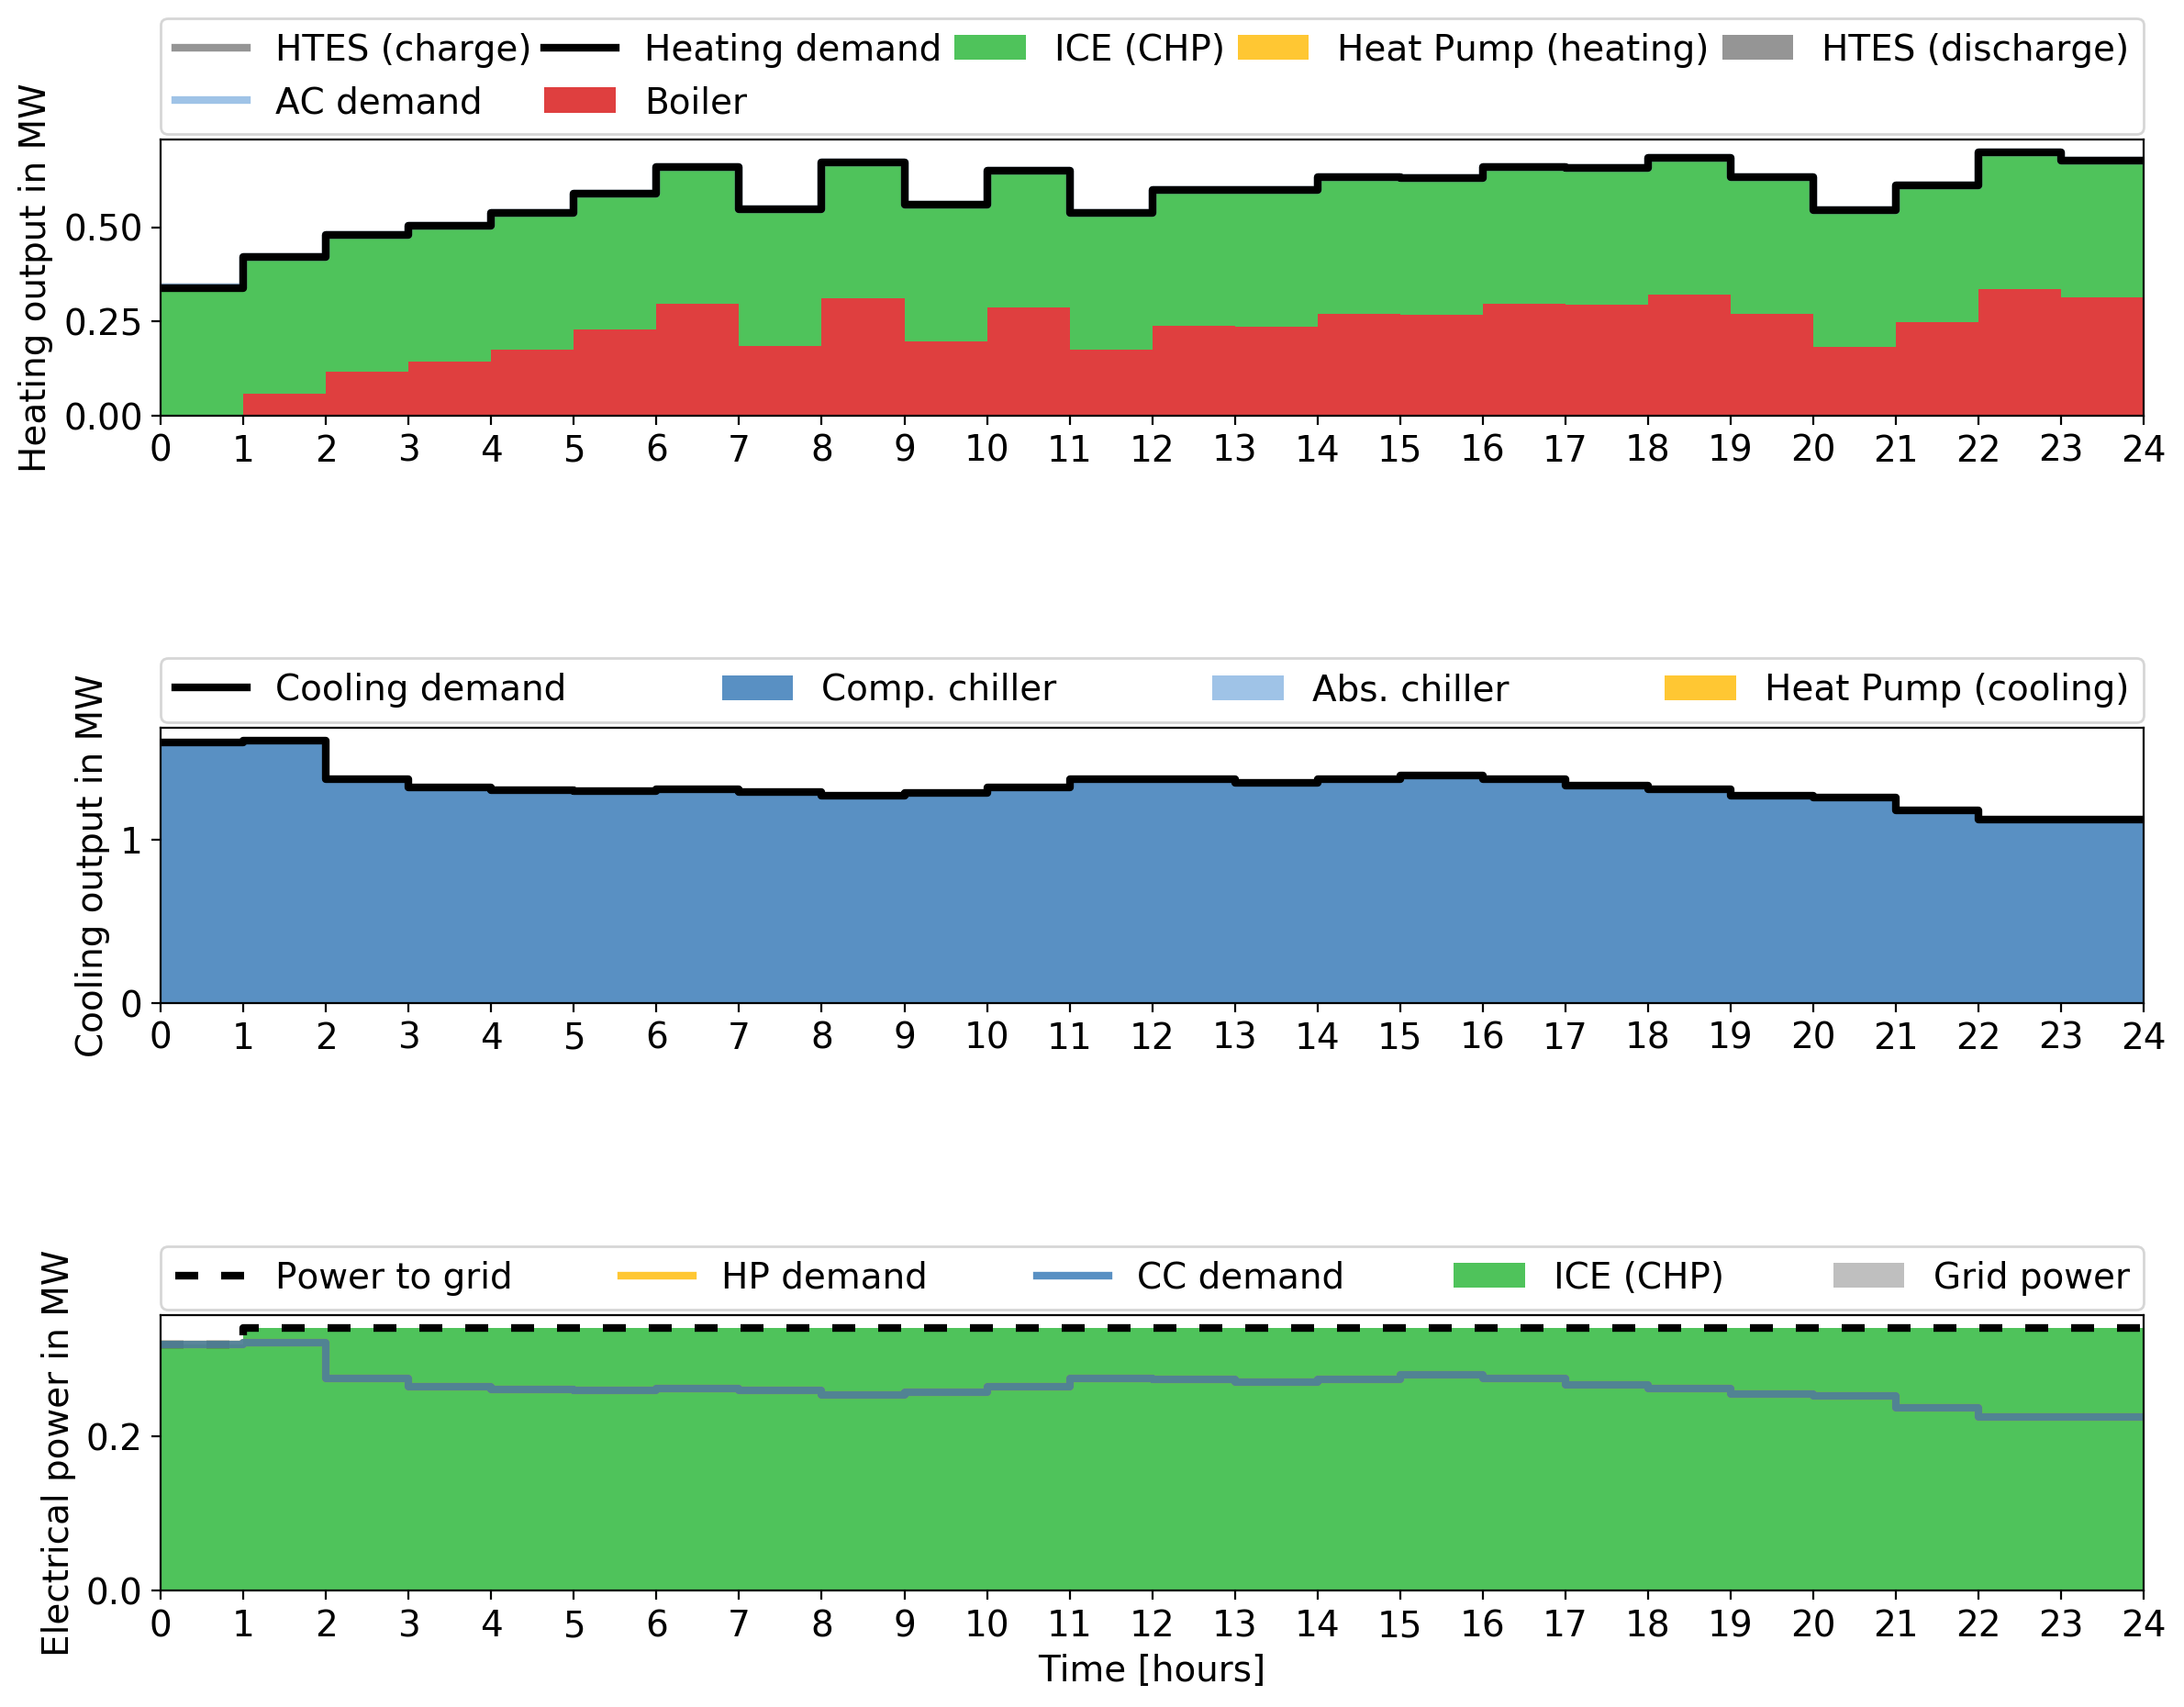 HTES (charge) Heating demand ICE (CHP) Heat Pump (heating) HTES (discharge)
AC demand Boiler
Heating output in MW
0.50
0.25
0.00
0 1 2 3 4 5 6 7 8 9 10 11 12 13 14 15 16 17 18 19 20 21 22 23 24
Cooling demand Comp. chiller Abs. chiller Heat Pump (cooling)
Cooling output in MW
1
0
0 1 2 3 4 5 6 7 8 9 10 11 12 13 14 15 16 17 18 19 20 21 22 23 24
Power to grid HP demand CC demand ICE (CHP) Grid power
Electrical power in MW
0.2
0.0
0 1 2 3 4 5 6 7 8 9 10 11 12 13 14 15 16 17 18 19 20 21 22 23 24
Time [hours]